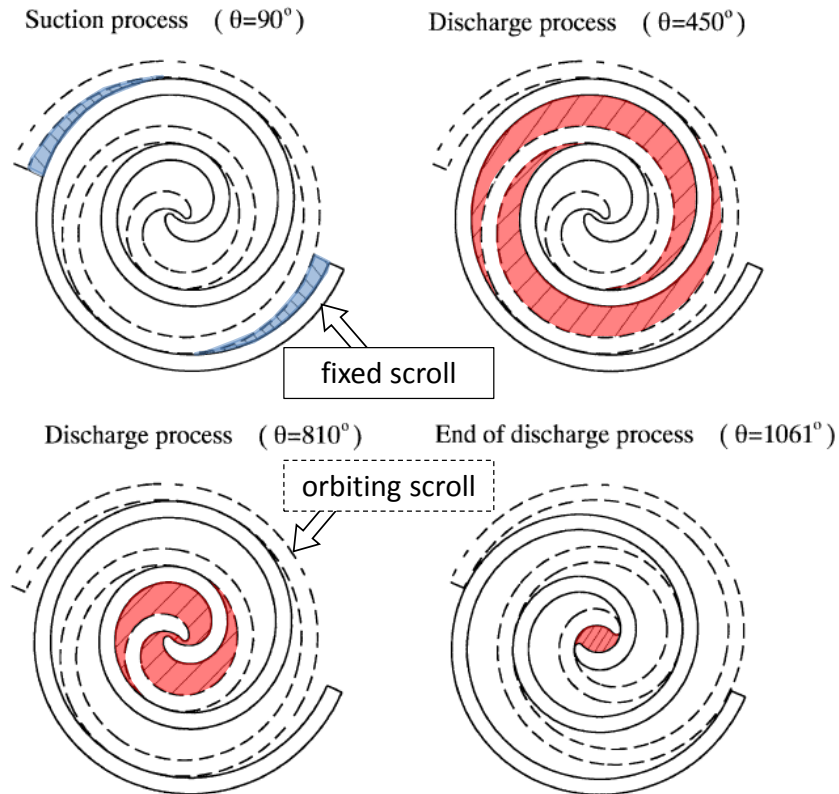 Suction process ( θ=90° )
Discharge process ( θ=450° )
fixed scroll
Discharge process ( θ=810° )
End of discharge process ( θ=1061° )
orbiting scroll